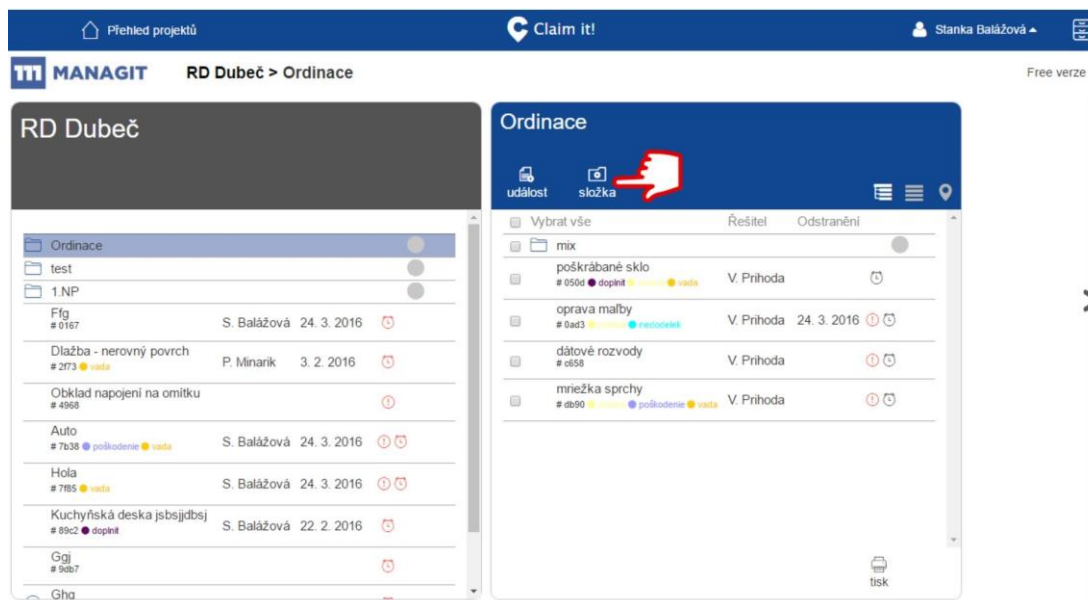 Přehled projektů
Claim it!
Stanka Balážová
MANAGIT
RD Dubeč > Ordinace
Free verze
RD Dubeč
Ordinace
test
1.NP
Ffg
# 0167
S. Balážová 24. 3. 2016
Dlažba - nerovný povrch
# 2f73 vada
P. Minarik 3. 2. 2016
Obklad napojení na omítku
# 4968
Auto
# 7b38 poškodenie vada
S. Balážová 24. 3. 2016
Hola
# 7f85 vada
S. Balážová 24. 3. 2016
Kuchyňská deska jsbsjjdbsj
# 89c2 doplnit
S. Balážová 22. 2. 2016
Ggj
# 9db7
Ghg
Ordinace
událost složka
Vybrat vše Řešitel Odstranění
mix
poškrábané sklo
# 050d doplnit vada
V. Prihoda
oprava maľby
# 0ad3 nedodelek
V. Prihoda 24. 3. 2016
dátové rozvody
# c658
V. Prihoda
mriežka sprchy
# db90 poškodenie vada
V. Prihoda
tisk